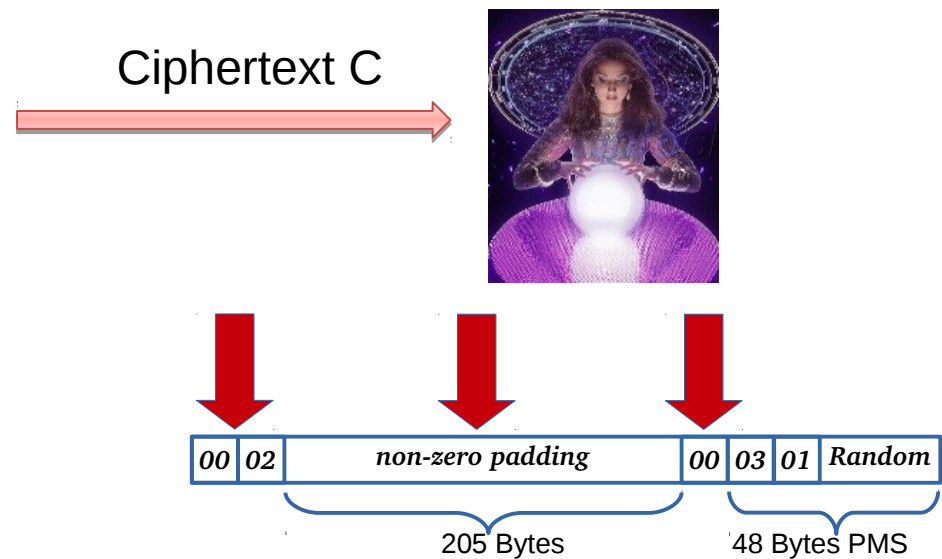 Ciphertext C
00 02 non-zero padding 00 03 01 Random
205 Bytes 48 Bytes PMS